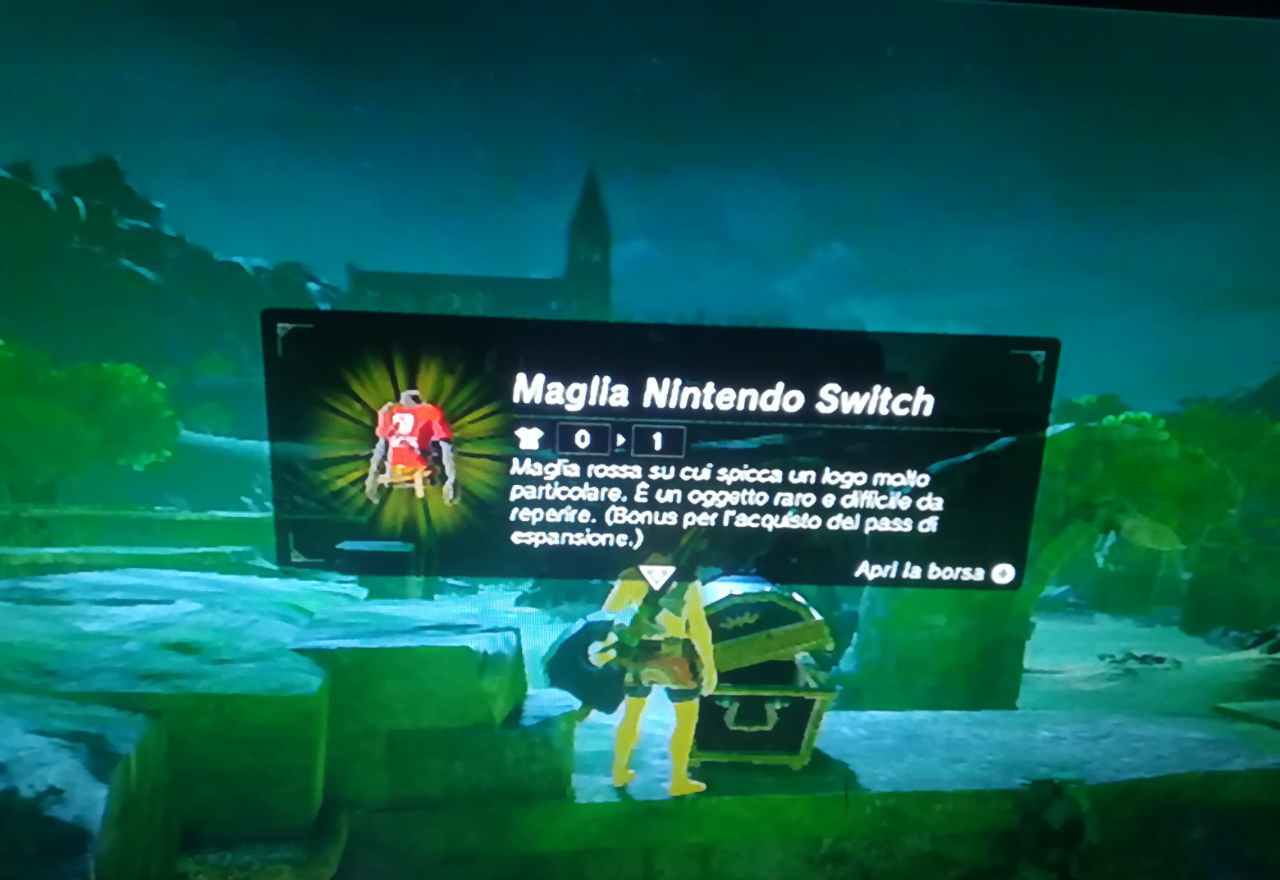 Maglia Nintendo Switch
0 1
Maglia rossa su cui spicca un logo molto
particolare. È un oggetto raro e difficile da
reperire. (Bonus per l'acquisto del pass di
espansione.)
Apri la borsa +